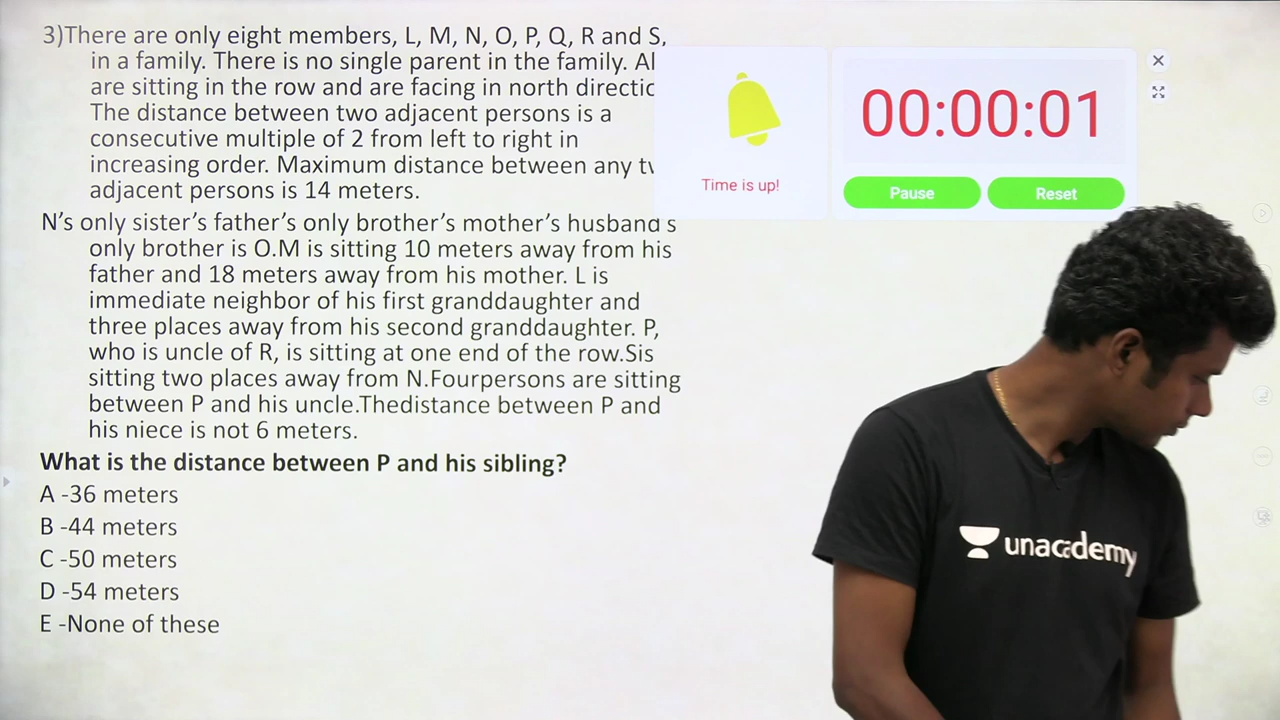 3)There are only eight members, L, M, N, O, P, Q, R and S,
in a family. There is no single parent in the family. Al
are sitting in the row and are facing in north directio
The distance between two adjacent persons is a
consecutive multiple of 2 from left to right in
increasing order. Maximum distance between any tv
adjacent persons is 14 meters.
N's only sister's father's only brother's mother's husband s
only brother is O.M is sitting 10 meters away from his
father and 18 meters away from his mother. L is
immediate neighbor of his first granddaughter and
three places away from his second granddaughter. P,
who is uncle of R, is sitting at one end of the row.Sis
sitting two places away from N.Fourpersons are sitting
between P and his uncle.Thedistance between P and
his niece is not 6 meters.
What is the distance between P and his sibling?
A -36 meters
B -44 meters
C -50 meters
D -54 meters
E -None of these
Time is up!
00:00:01
Pause
Reset
unacademy